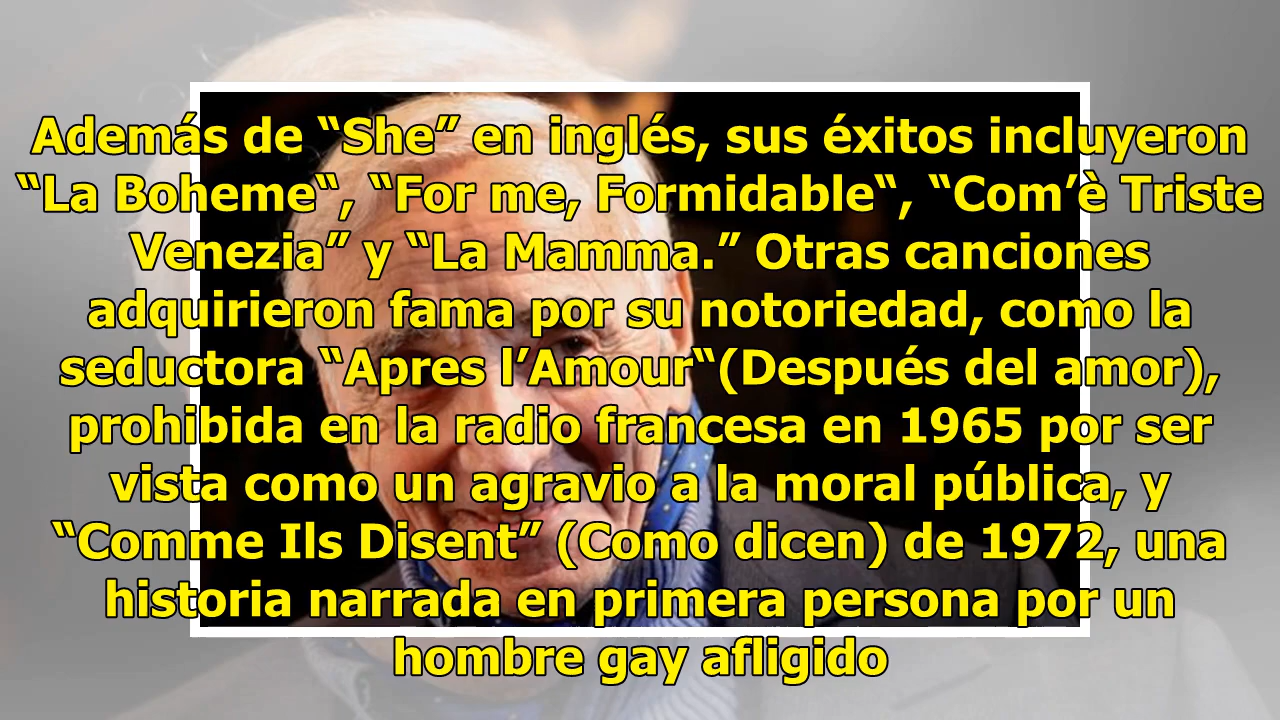 Además de “She” en inglés, sus éxitos incluyeron
“La Boheme“, “For me, Formidable“, “Com’è Triste
Venezia” y “La Mamma.” Otras canciones
adquirieron fama por su notoriedad, como la
seductora “Apres l’Amour“(Después del amor),
prohibida en la radio francesa en 1965 por ser
vista como un agravio a la moral pública, y
“Comme Ils Disent” (Como dicen) de 1972, una
historia narrada en primera persona por un
hombre gay afligido